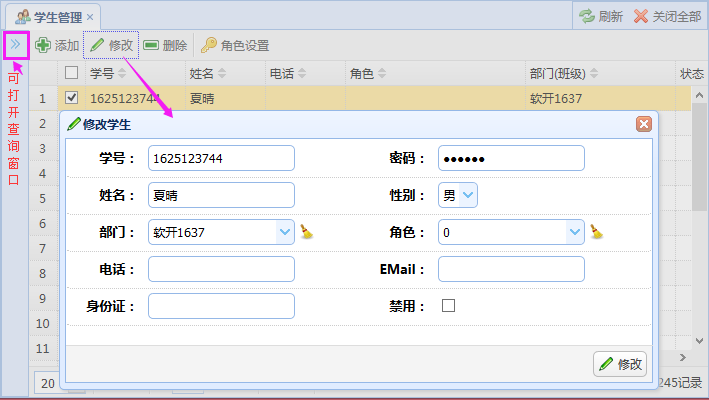 学生管理 ×
刷新 关闭全部
添加 修改 删除 角色设置
可打开查询窗口
学号 姓名 电话 角色 部门(班级) 状态
1 1625123744 夏晴 软开1637
2
3
4
5
6
7
8
9
10
11
修改学生
学号： 1625123744 密码： ●●●●●●
姓名： 夏晴 性别： 男
部门： 软开1637 角色： 0
电话： EMail：
身份证： 禁用：
修改
20 245记录